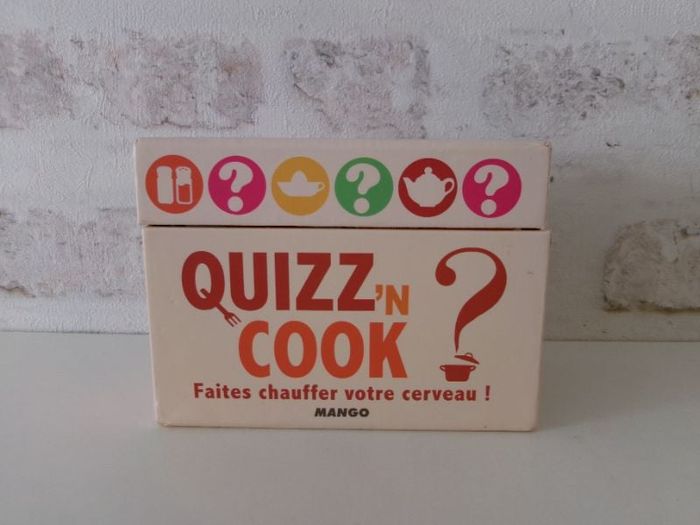 ? ? ?
QUIZZ 'N
COOK ?
Faites chauffer votre cerveau !
MANGO